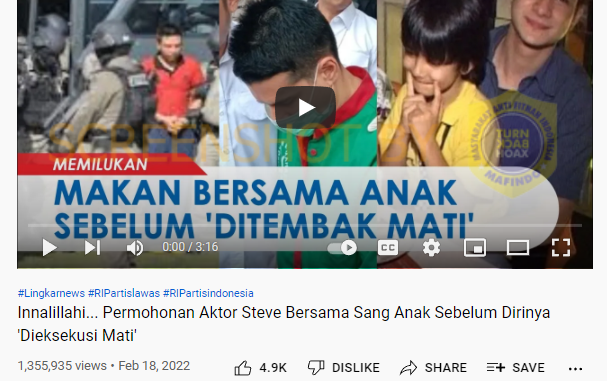 SCREENSHOT BY
MASYARAKAT ANTI FITNAH INDONESIA
TURN
BACK
HOAX
MAFINDO
MEMILUKAN
MAKAN BERSAMA ANAK
SEBELUM 'DITEMBAK MATI'
0:00 / 3:16
CC
#Lingkarnews #RIPartislawas #RIPartisindonesia
Innalillahi... Permohonan Aktor Steve Bersama Sang Anak Sebelum Dirinya
'Dieksekusi Mati'
1,355,935 views • Feb 18, 2022
4.9K
DISLIKE
SHARE
SAVE